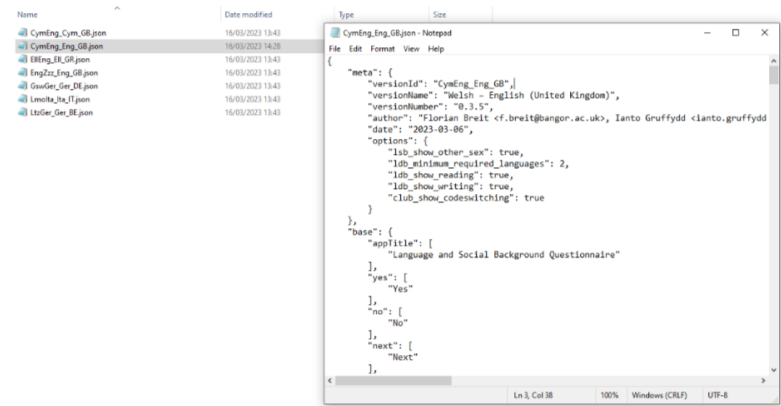 Name Date modified Type Size
CymEng_Cym_GB.json 16/03/2023 13:43
CymEng_Eng_GB.json 16/03/2023 14:28
EllEng_Ell_GR.json 16/03/2023 13:43
EngZzz_Eng_GB.json 16/03/2023 13:43
GswGer_Ger_DE.json 16/03/2023 13:43
LmoIta_Ita_IT.json 16/03/2023 13:43
LtzGer_Ger_BE.json 16/03/2023 13:43
CymEng_Eng_GB.json - Notepad
File Edit Format View Help
{
"meta": {
"versionId": "CymEng_Eng_GB",
"versionName": "Welsh – English (United Kingdom)",
"versionNumber": "0.3.5",
"author": "Florian Breit <f.breit@bangor.ac.uk>, Ianto Gruffydd <ianto.gruffydd
"date": "2023-03-06",
"options": {
"lsb_show_other_sex": true,
"ldb_minimum_required_languages": 2,
"ldb_show_reading": true,
"ldb_show_writing": true,
"club_show_codeswitching": true
}
},
"base": {
"appTitle": [
"Language and Social Background Questionnaire"
],
"yes": [
"Yes"
],
"no": [
"No"
],
"next": [
"Next"
],
Ln 3, Col 38 100% Windows (CRLF) UTF-8